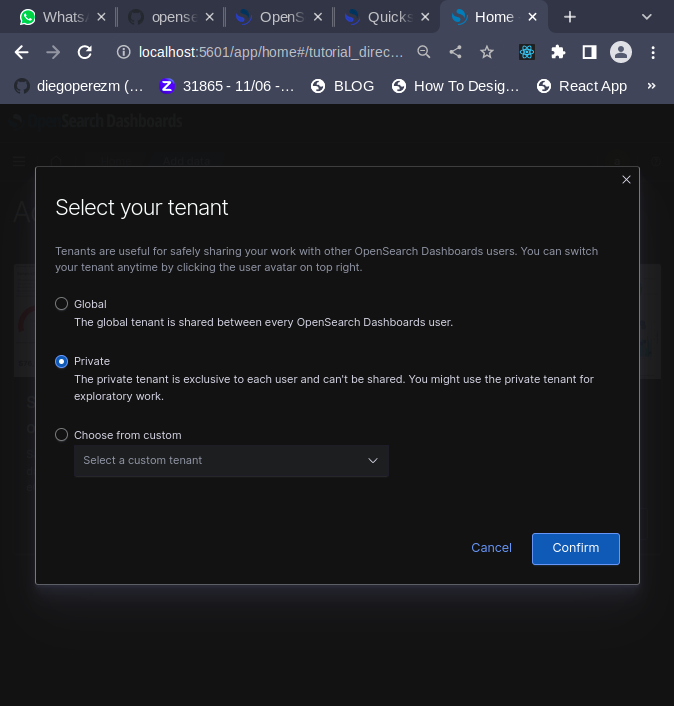 WhatsA
opense
OpenS
Quicks
Home
localhost:5601/app/home#/tutorial_direc...
diegoperezm (...
31865 - 11/06 -...
BLOG
How To Desig...
React App
»
Search Dashboards
Select your tenant
Tenants are useful for safely sharing your work with other OpenSearch Dashboards users. You can switch
your tenant anytime by clicking the user avatar on top right.
Global
The global tenant is shared between every OpenSearch Dashboards user.
Private
The private tenant is exclusive to each user and can't be shared. You might use the private tenant for
exploratory work.
Choose from custom
Select a custom tenant
Cancel
Confirm